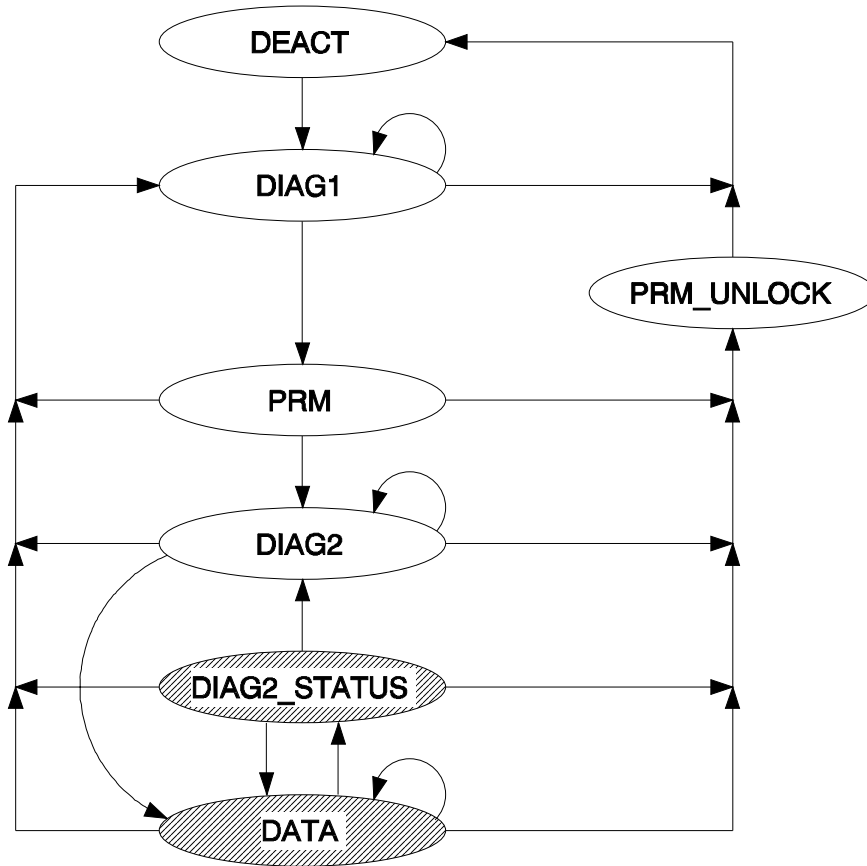 DEACT
DIAG1
PRM_UNLOCK
PRM
DIAG2
DIAG2_STATUS
DATA